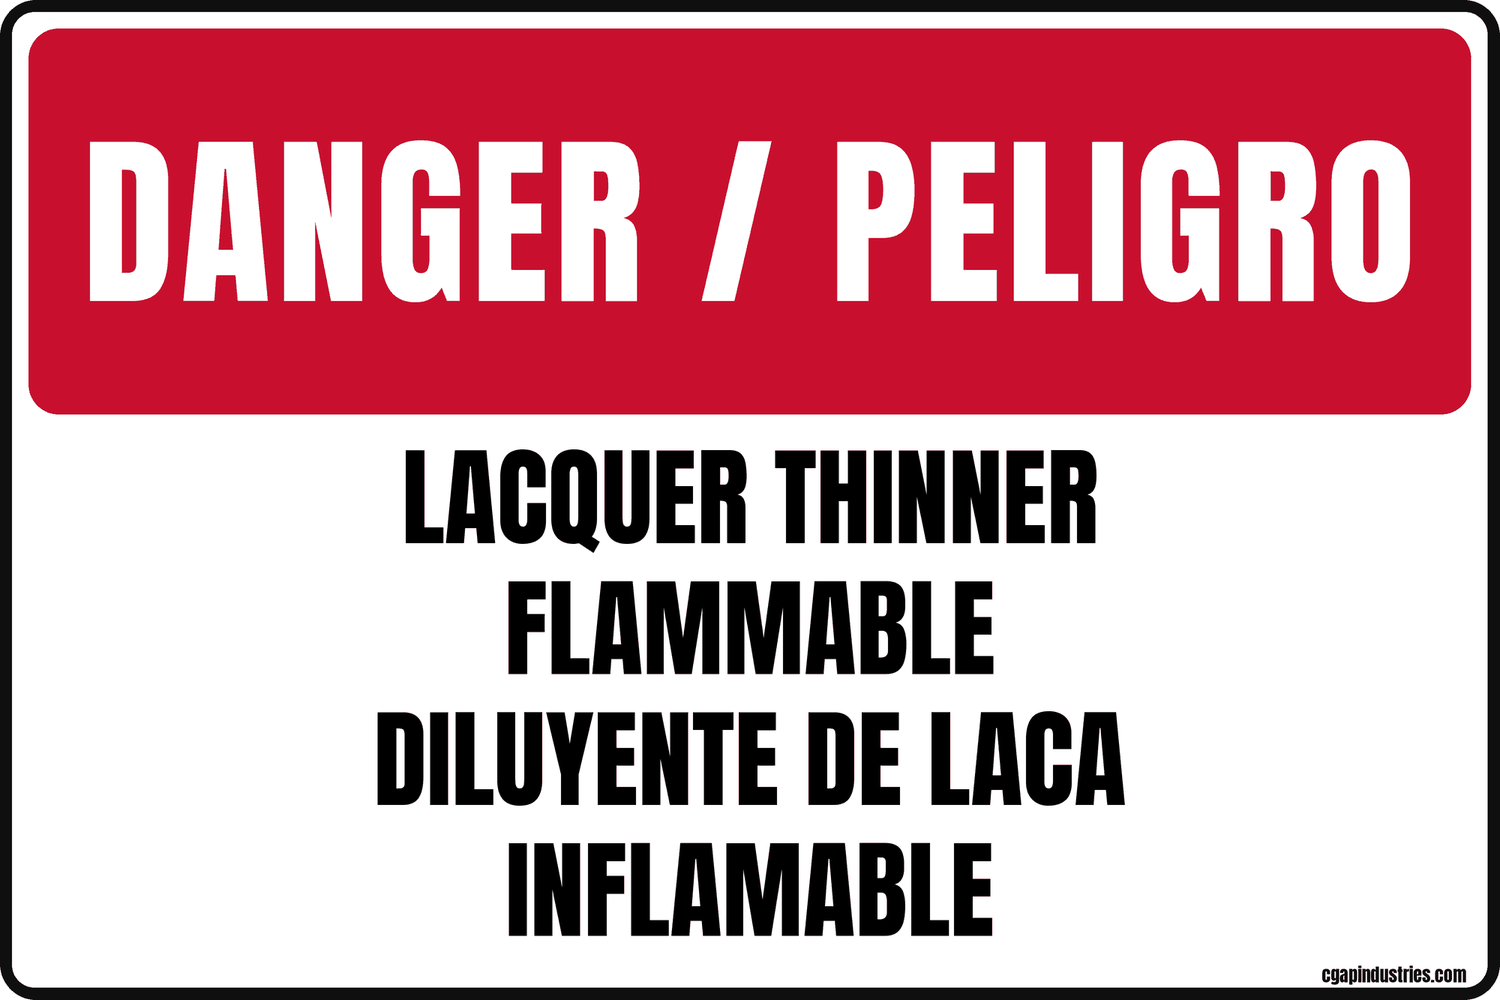 DANGER / PELIGRO
LACQUER THINNER
FLAMMABLE
DILUYENTE DE LACA
INFLAMABLE
cgapindustries.com